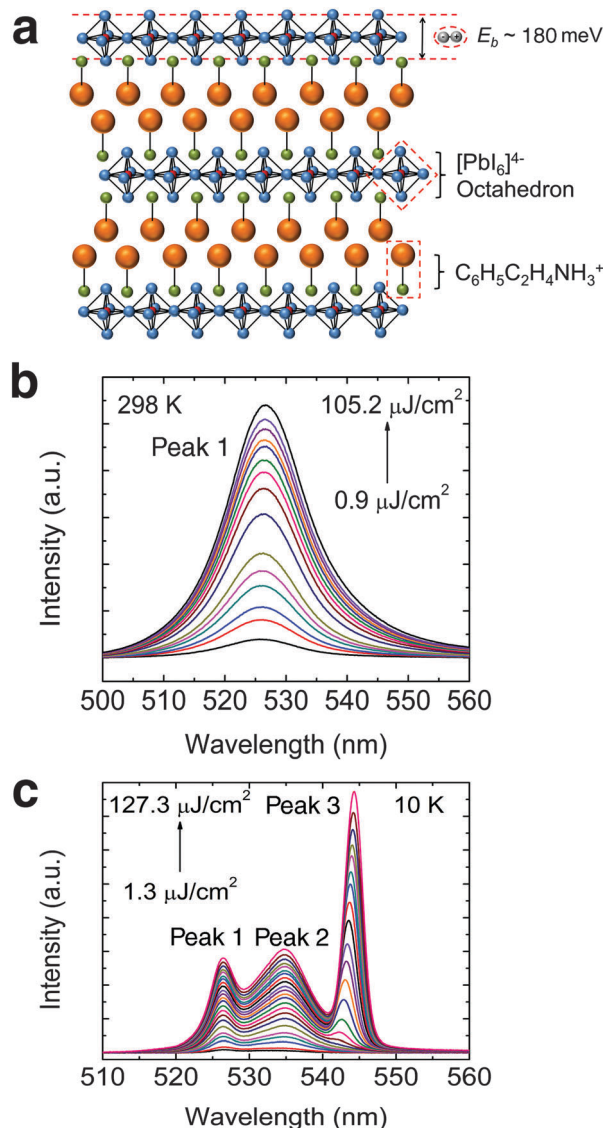 a
E_b ~ 180 meV
[PbI₆]⁴⁻
Octahedron
C₆H₅C₂H₄NH₃⁺
b
298 K
105.2 μJ/cm²
Peak 1
0.9 μJ/cm²
Intensity (a.u.)
500 510 520 530 540 550 560
Wavelength (nm)
c
127.3 μJ/cm²
Peak 3
10 K
1.3 μJ/cm²
Peak 1
Peak 2
Intensity (a.u.)
510 520 530 540 550 560
Wavelength (nm)